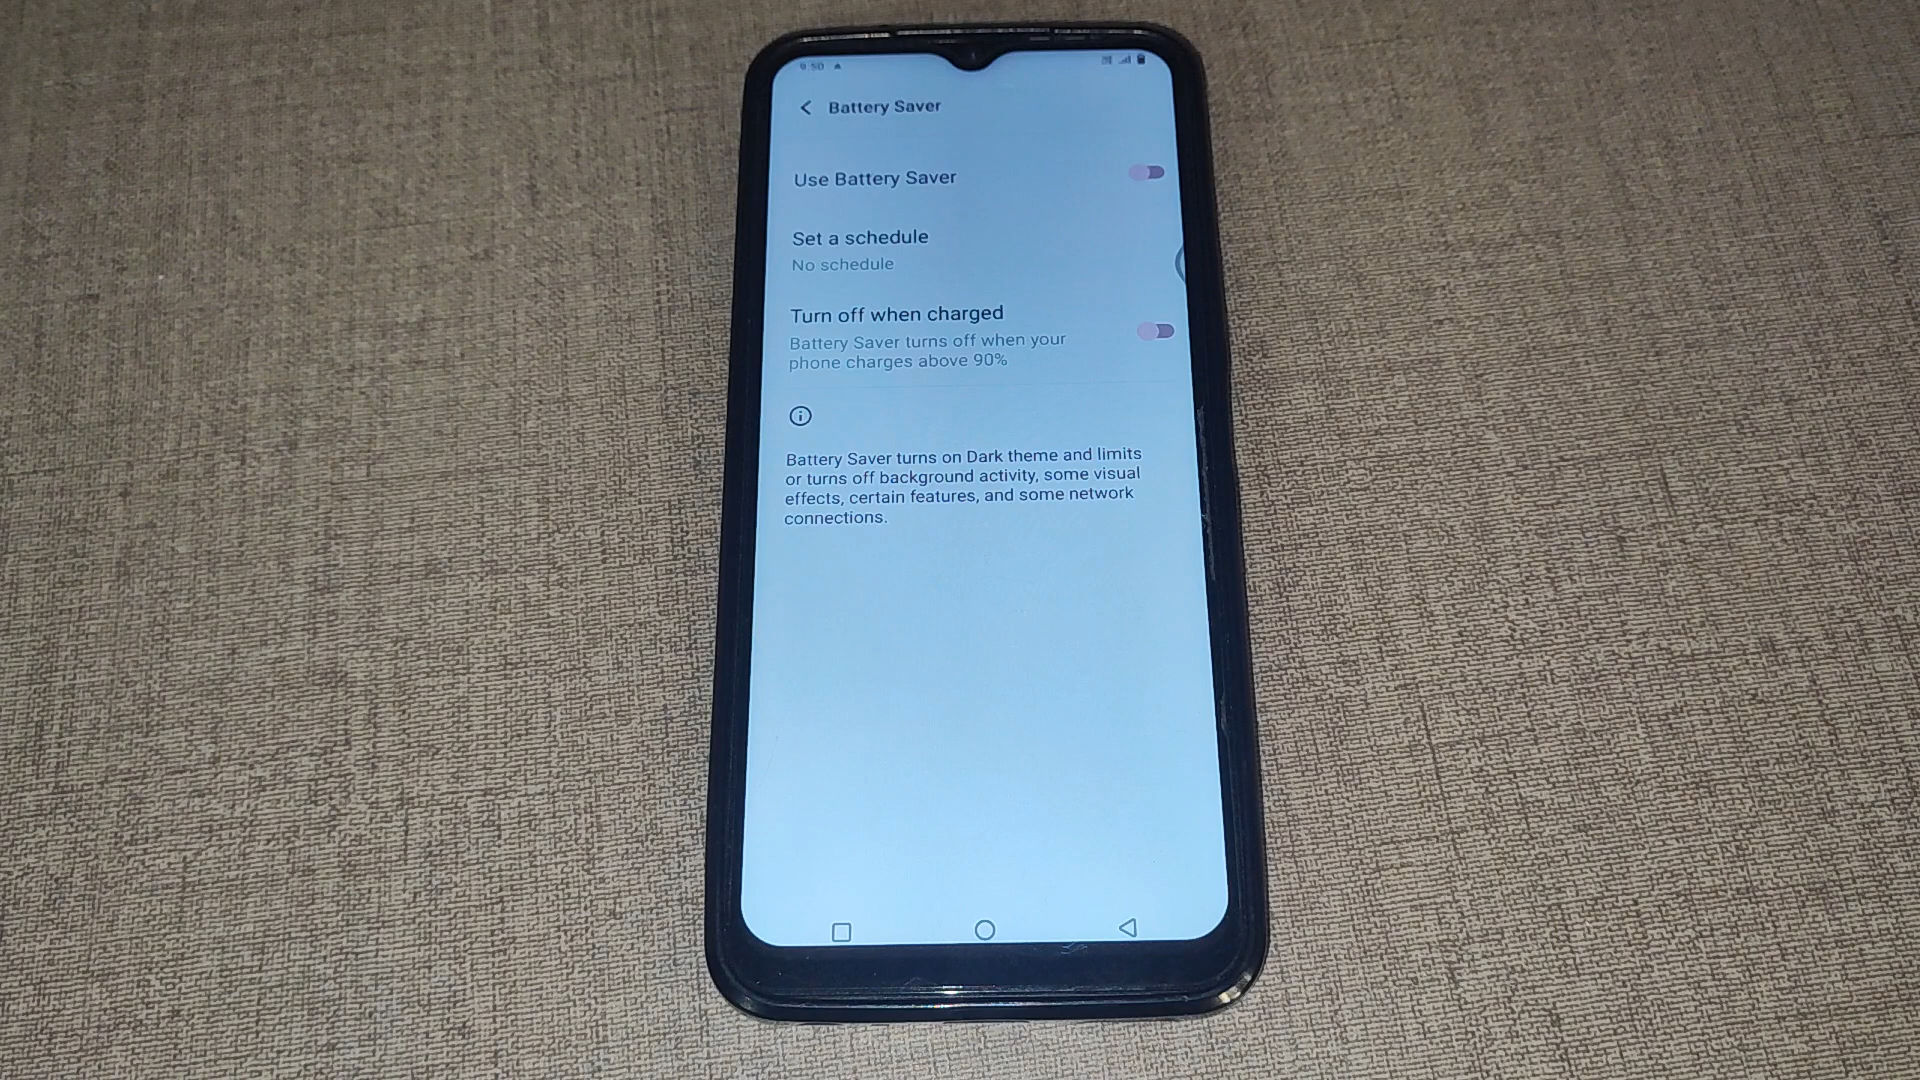 9:50
Battery Saver
Use Battery Saver
Set a schedule
No schedule
Turn off when charged
Battery Saver turns off when your
phone charges above 90%
Battery Saver turns on Dark theme and limits
or turns off background activity, some visual
effects, certain features, and some network
connections.